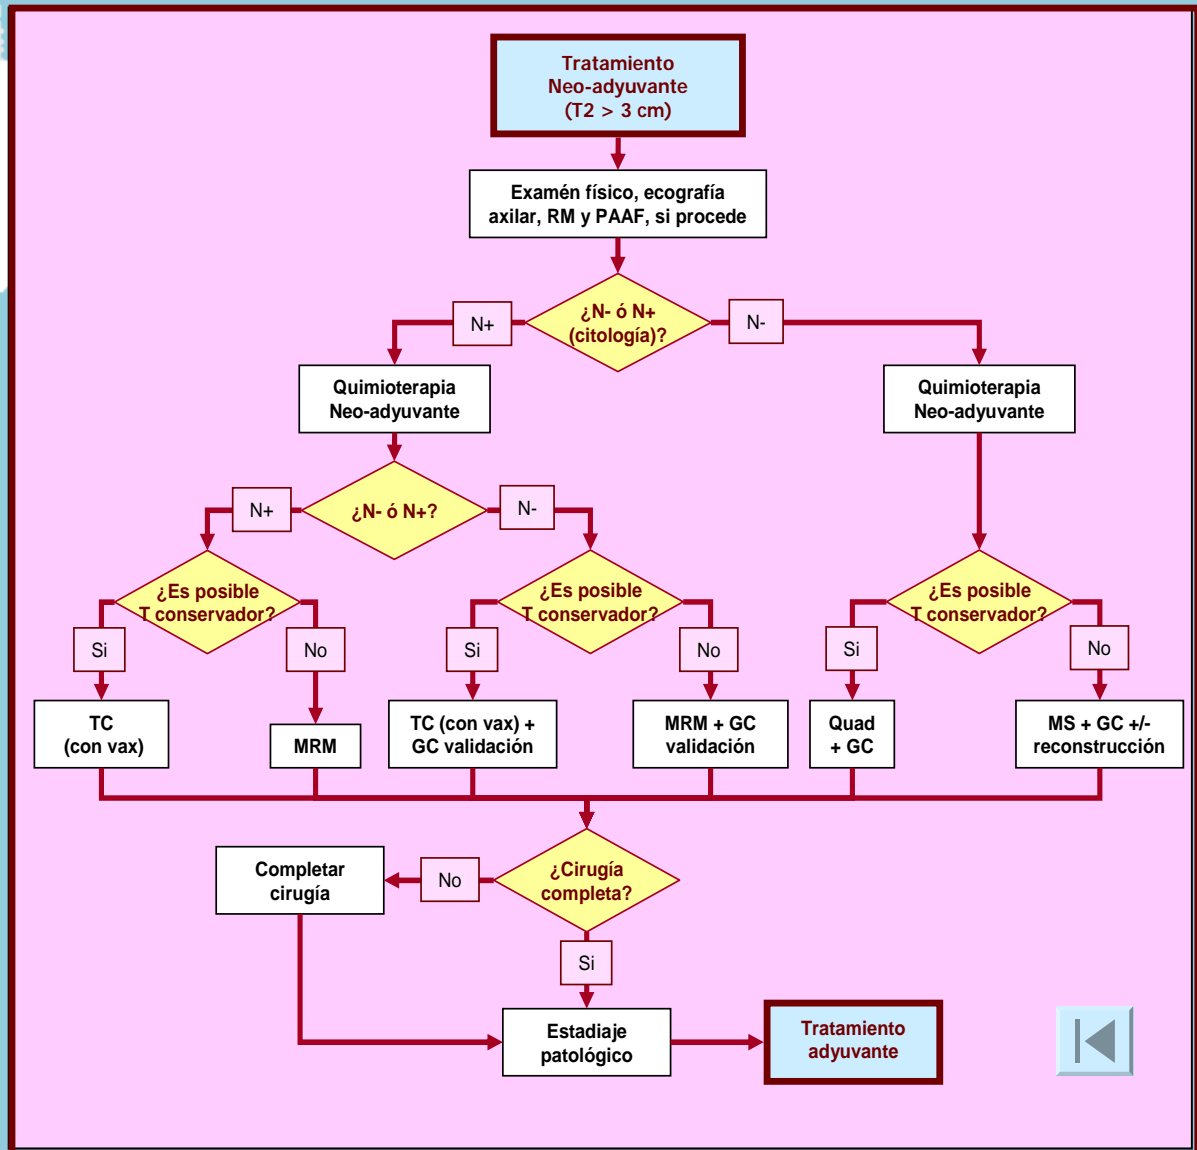 Tratamiento
Neo-adyuvante
(T2 > 3 cm)
Examén físico, ecografía
axilar, RM y PAAF, si procede
¿N- ó N+
(citología)?
N+
N-
Quimioterapia
Neo-adyuvante
Quimioterapia
Neo-adyuvante
¿N- ó N+?
N+
N-
¿Es posible
T conservador?
¿Es posible
T conservador?
¿Es posible
T conservador?
Si
No
Si
No
Si
No
TC
(con vax)
MRM
TC (con vax) +
GC validación
MRM + GC
validación
Quad
+ GC
MS + GC +/-
reconstrucción
¿Cirugía
completa?
No
Completar
cirugía
Si
Estadiaje
patológico
Tratamiento
adyuvante